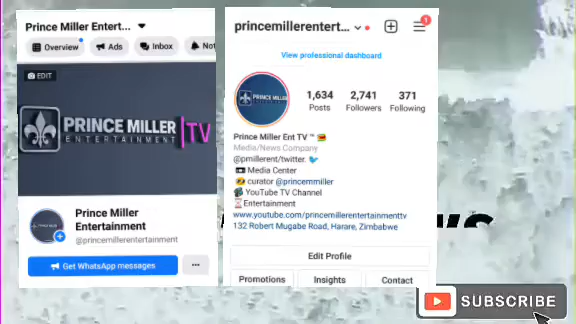 Prince Miller Entert...
Overview
Ads
Inbox
Not
EDIT
PRINCE MILLER TV
ENTERTAINMENT
Prince Miller
Entertainment
@princemillerentertainment
Get WhatsApp messages
princemillerentert...
1
View professional dashboard
PRINCE MILLER
1,634 2,741 371
Posts Followers Following
Prince Miller Ent TV ™ 🇿🇼
Media/News Company
@pmillerent/twitter. 🐦
Media Center
curator @princemmiller
YouTube TV Channel
Entertainment
www.youtube.com/princemillerentertainmenttv
132 Robert Mugabe Road, Harare, Zimbabwe
Edit Profile
Promotions Insights Contact
SUBSCRIBE